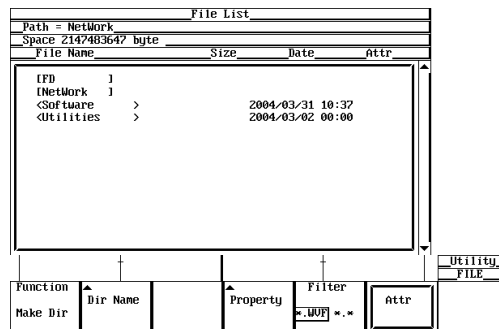 File List
Path = NetWork
Space 2147483647 byte
File Name Size Date Attr
[FD ]
[NetWork ]
<Software > 2004/03/31 10:37
<Utilities > 2004/03/02 00:00
Utility
FILE
Function
Make Dir
Dir Name
Property
Filter
*.WVF *.*
Attr